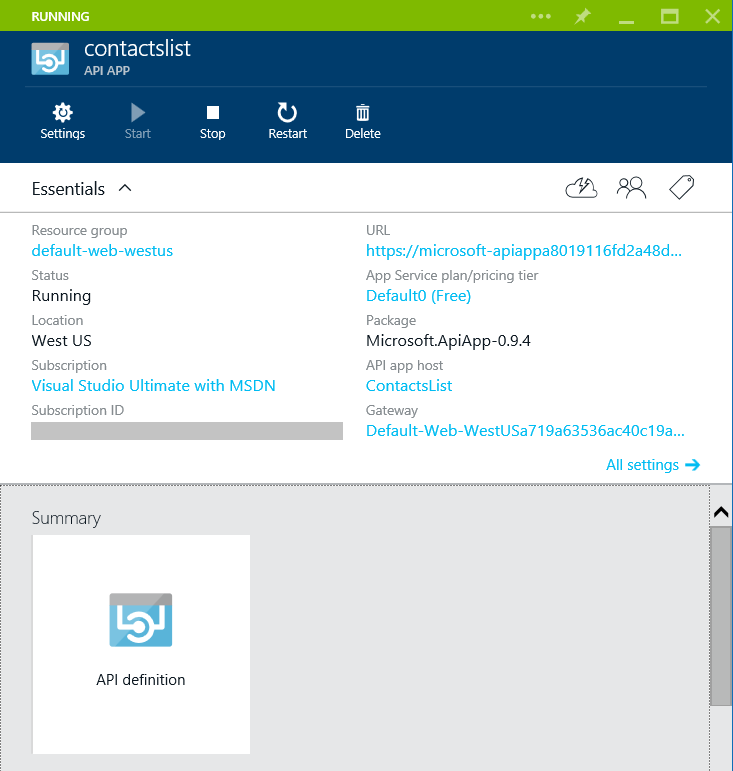 RUNNING
contactslist
API APP
Settings
Start
Stop
Restart
Delete
Essentials
Resource group
default-web-westus
Status
Running
Location
West US
Subscription
Visual Studio Ultimate with MSDN
Subscription ID
URL
https://microsoft-apiappa8019116fd2a48d...
App Service plan/pricing tier
Default0 (Free)
Package
Microsoft.ApiApp-0.9.4
API app host
ContactsList
Gateway
Default-Web-WestUSa719a63536ac40c19a...
All settings
Summary
API definition